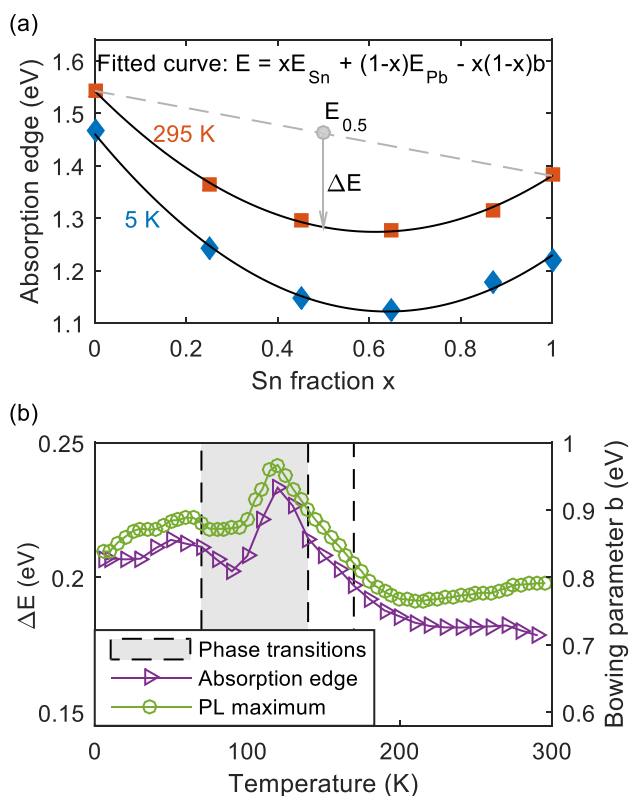 (a)
Fitted curve: E = xE_Sn + (1-x)E_Pb - x(1-x)b
E_0.5
295 K
ΔE
5 K
1.6
1.5
1.4
1.3
1.2
1.1
Absorption edge (eV)
0
0.2
0.4
0.6
0.8
1
Sn fraction x
(b)
0.25
0.2
0.15
ΔE (eV)
1
0.9
0.8
0.7
0.6
Bowing parameter b (eV)
Phase transitions
Absorption edge
PL maximum
0
100
200
300
Temperature (K)